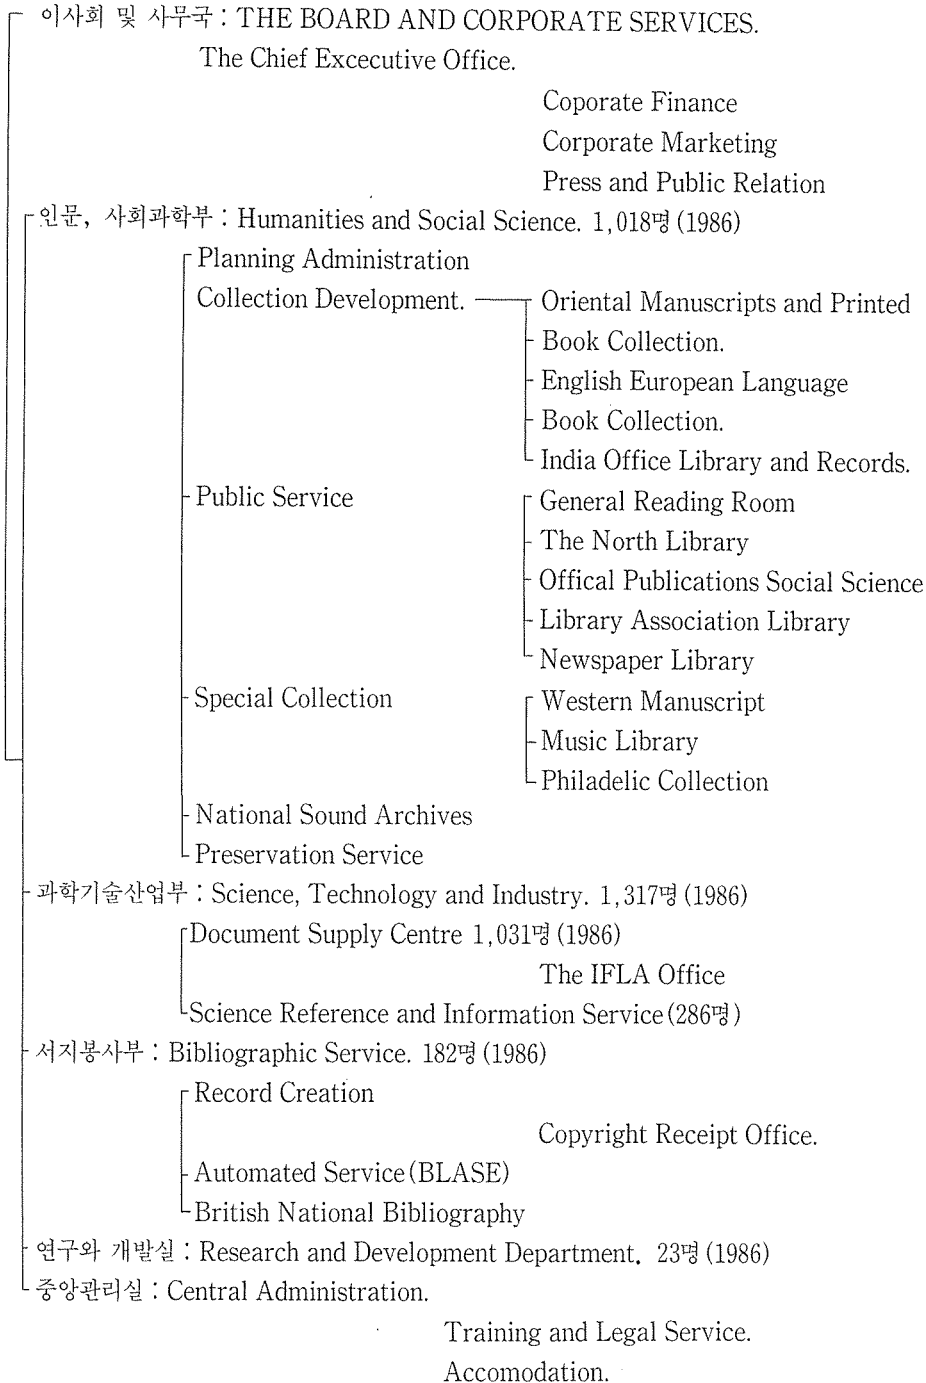 이사회 및 사무국 : THE BOARD AND CORPORATE SERVICES.
The Chief Excecutive Office.
Coporate Finance
Corporate Marketing
Press and Public Relation
인문, 사회과학부 : Humanities and Social Science. 1,018명 (1986)
Planning Administration
Collection Development. Oriental Manuscripts and Printed
Book Collection.
English European Language
Book Collection.
India Office Library and Records.
Public Service General Reading Room
The North Library
Offical Publications Social Science
Library Association Library
Newspaper Library
Special Collection Western Manuscript
Music Library
Philadelic Collection
National Sound Archives
Preservation Service
과학기술산업부 : Science, Technology and Industry. 1,317명 (1986)
Document Supply Centre 1,031명 (1986)
The IFLA Office
Science Reference and Information Service (286명)
서지봉사부 : Bibliographic Service. 182명 (1986)
Record Creation
Copyright Receipt Office.
Automated Service (BLASE)
British National Bibliography
연구와 개발실 : Research and Development Department. 23명 (1986)
중앙관리실 : Central Administration.
Training and Legal Service.
Accomodation.